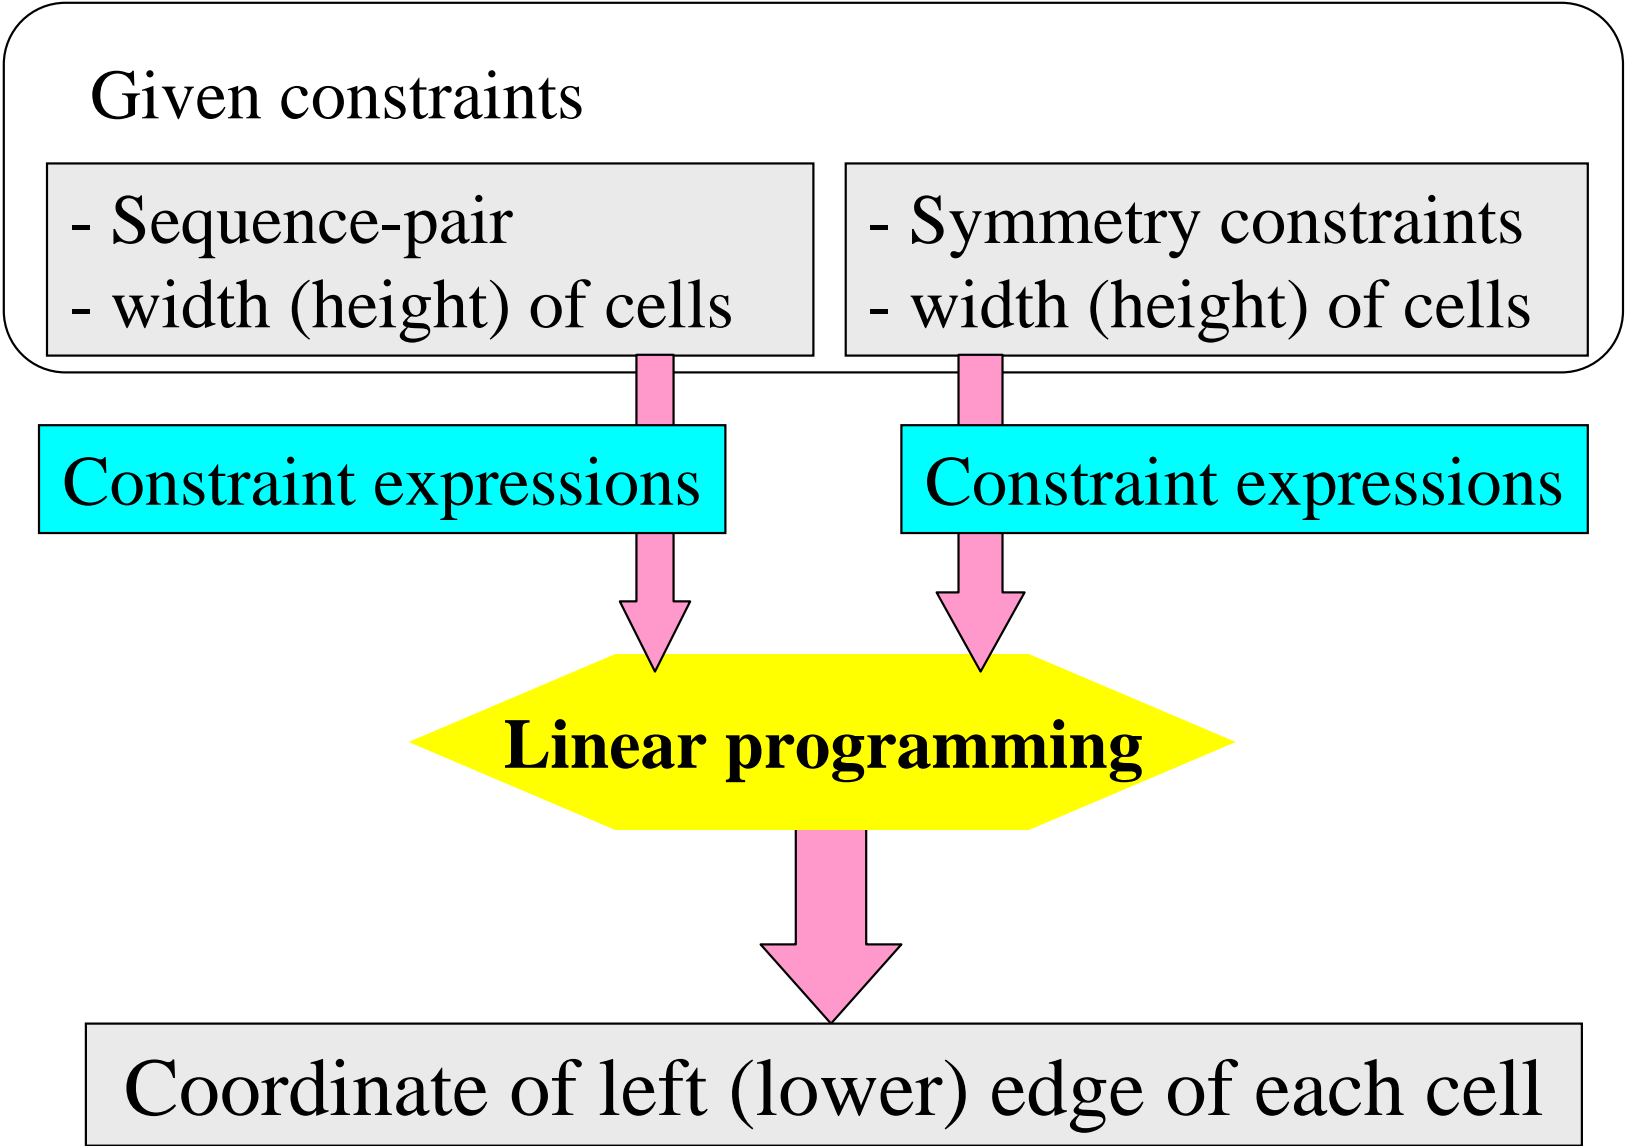 Given constraints
- Sequence-pair
- width (height) of cells
- Symmetry constraints
- width (height) of cells
Constraint expressions
Constraint expressions
Linear programming
Coordinate of left (lower) edge of each cell